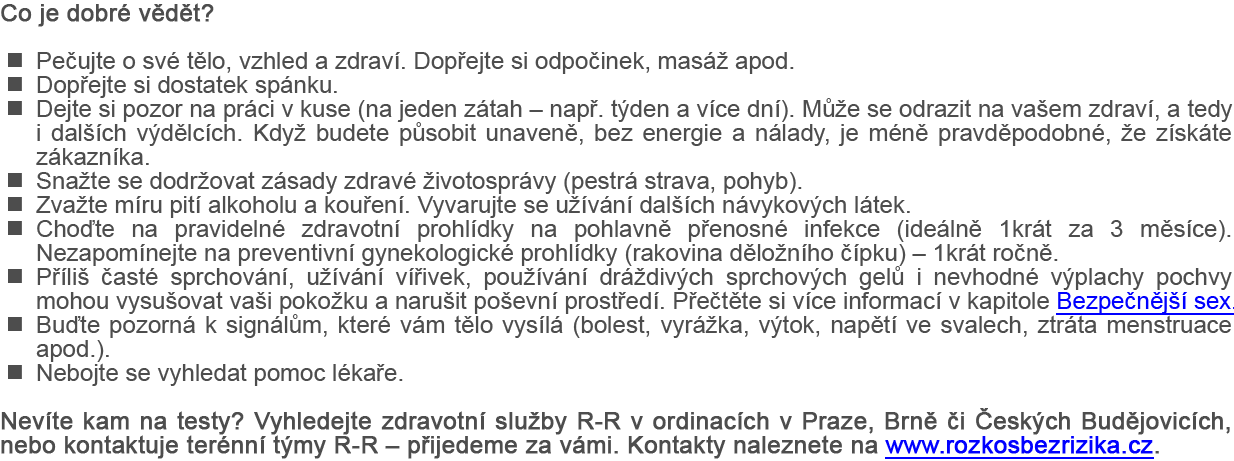 Co je dobré vědět?
■ Pečujte o své tělo, vzhled a zdraví. Dopřejte si odpočinek, masáž apod.
■ Dopřejte si dostatek spánku.
■ Dejte si pozor na práci v kuse (na jeden zátah – např. týden a více dní). Může se odrazit na vašem zdraví, a tedy
i dalších výdělcích. Když budete působit unaveně, bez energie a nálady, je méně pravděpodobné, že získáte
zákazníka.
■ Snažte se dodržovat zásady zdravé životosprávy (pestrá strava, pohyb).
■ Zvažte míru pití alkoholu a kouření. Vyvarujte se užívání dalších návykových látek.
■ Choďte na pravidelné zdravotní prohlídky na pohlavně přenosné infekce (ideálně 1krát za 3 měsíce).
Nezapomínejte na preventivní gynekologické prohlídky (rakovina děložního čípku) – 1krát ročně.
■ Příliš časté sprchování, užívání vířivek, používání dráždivých sprchových gelů i nevhodné výplachy pochvy
mohou vysušovat vaši pokožku a narušit poševní prostředí. Přečtěte si více informací v kapitole Bezpečnější sex.
■ Buďte pozorná k signálům, které vám tělo vysílá (bolest, vyrážka, výtok, napětí ve svalech, ztráta menstruace
apod.).
■ Nebojte se vyhledat pomoc lékaře.
Nevíte kam na testy? Vyhledejte zdravotní služby R-R v ordinacích v Praze, Brně či Českých Budějovicích,
nebo kontaktuje terénní týmy R-R – přijedeme za vámi. Kontakty naleznete na www.rozkosbezrizika.cz.